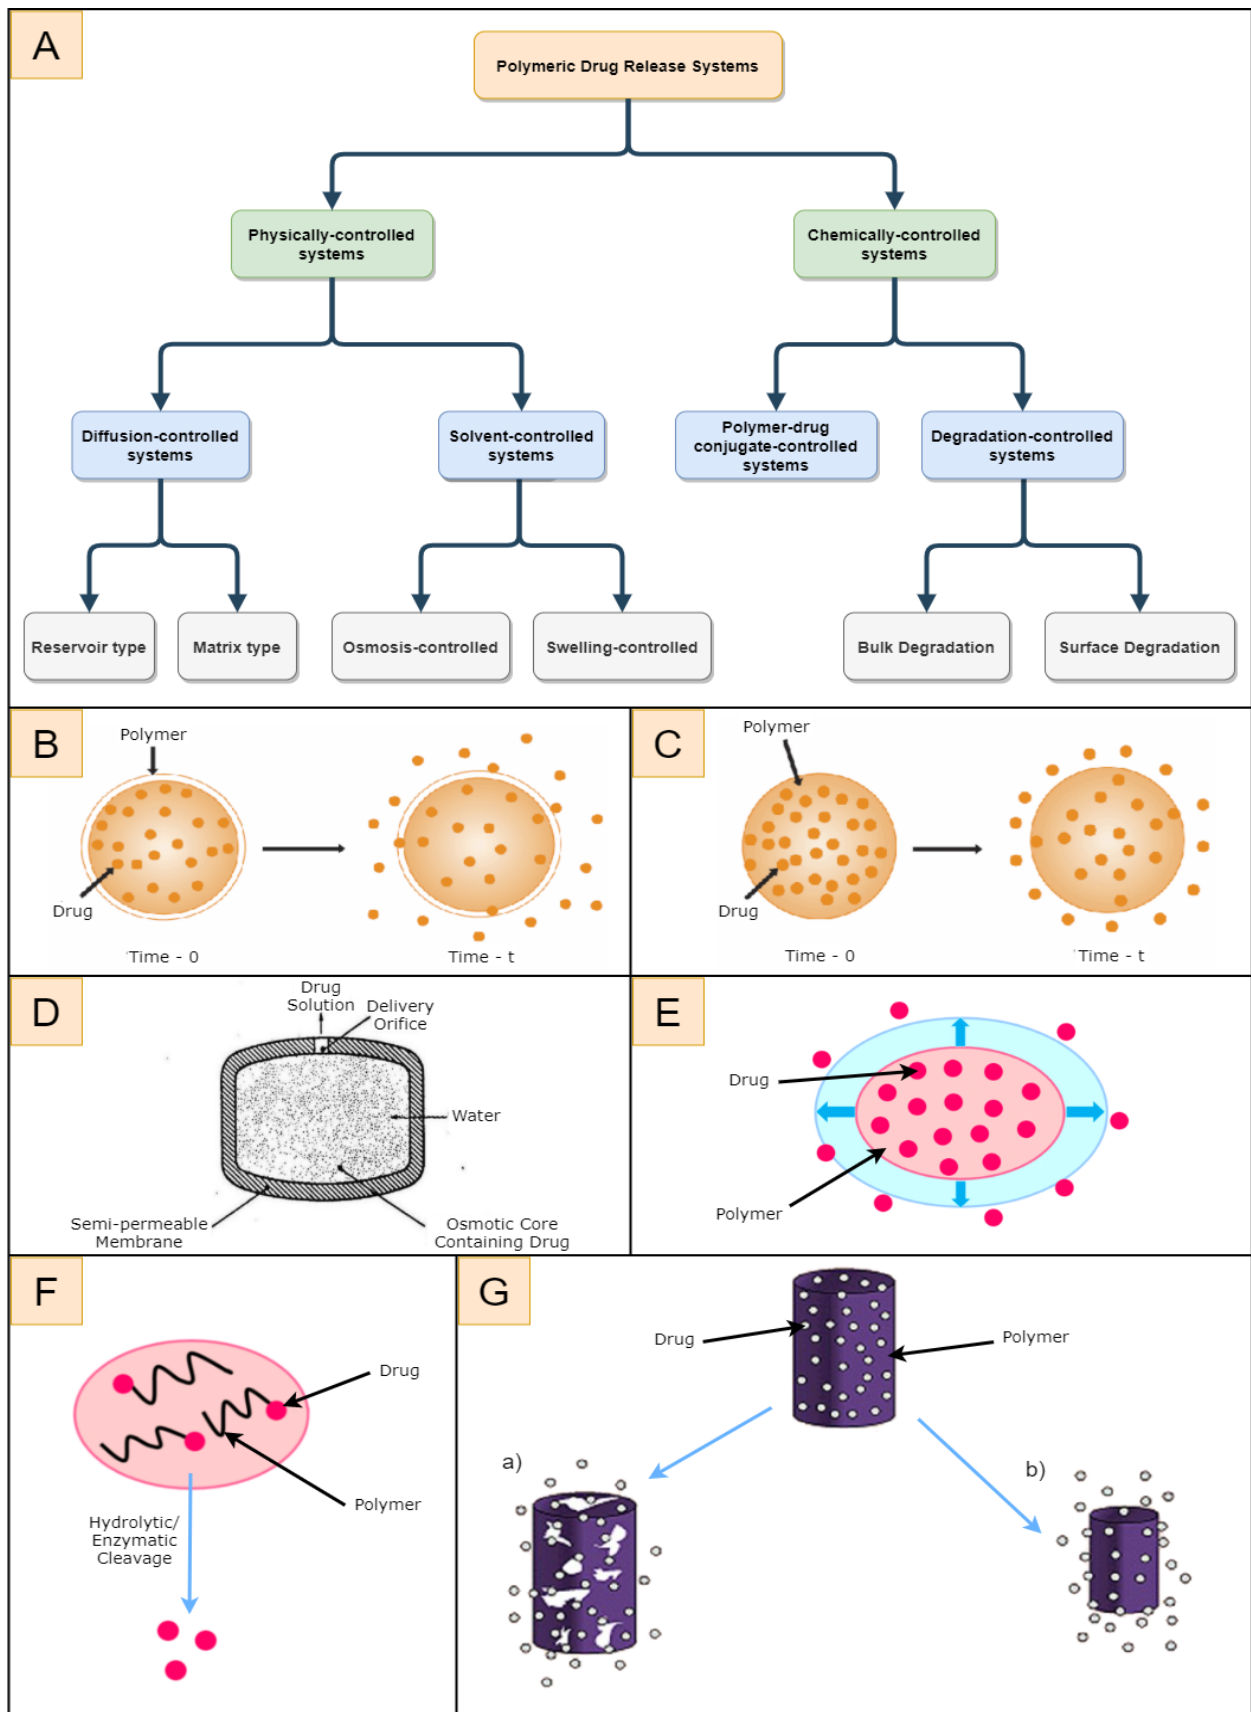 A
Polymeric Drug Release Systems
Physically-controlled
systems
Chemically-controlled
systems
Diffusion-controlled
systems
Solvent-controlled
systems
Polymer-drug
conjugate-controlled
systems
Degradation-controlled
systems
Reservoir type
Matrix type
Osmosis-controlled
Swelling-controlled
Bulk Degradation
Surface Degradation
B
Polymer
Drug
Time - 0
Time - t
C
Polymer
Drug
Time - 0
Time - t
D
Drug
Solution
Delivery
Orifice
Water
Semi-permeable
Membrane
Osmotic Core
Containing Drug
E
Drug
Polymer
F
Drug
Polymer
Hydrolytic/
Enzymatic
Cleavage
G
Drug
Polymer
a)
b)